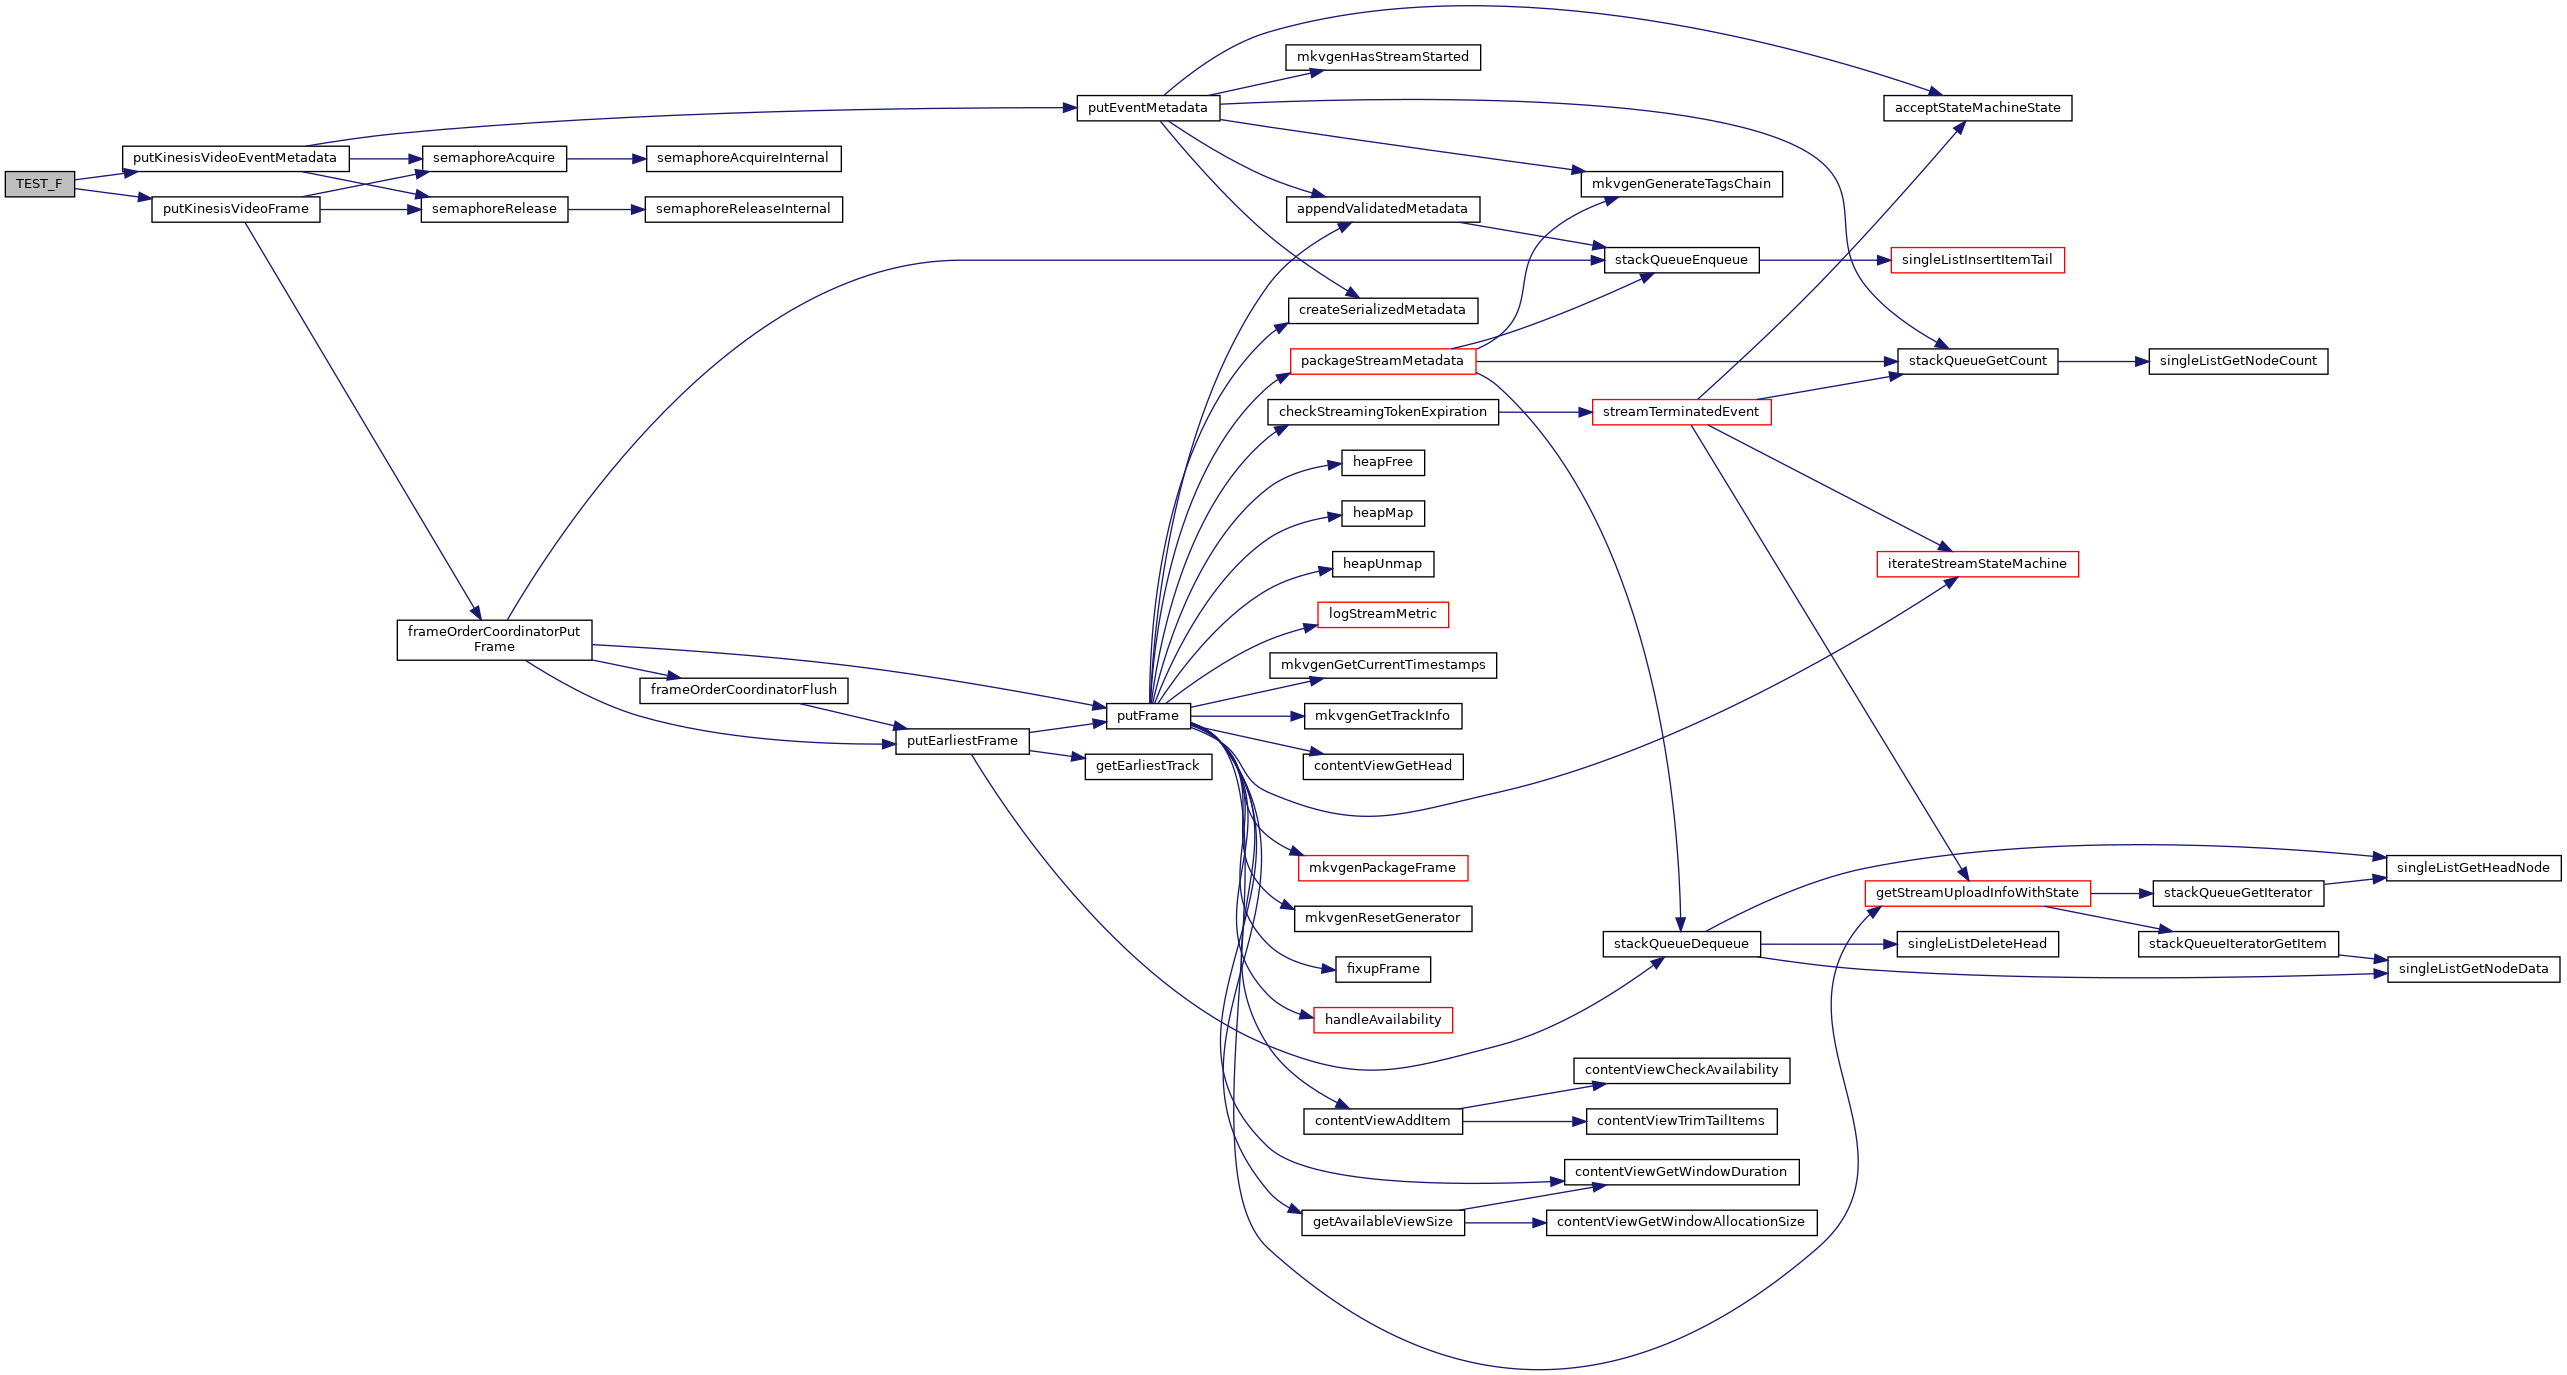 TEST_F
putKinesisVideoEventMetadata
putKinesisVideoFrame
semaphoreAcquire
semaphoreRelease
semaphoreAcquireInternal
semaphoreReleaseInternal
frameOrderCoordinatorPut
Frame
frameOrderCoordinatorFlush
putEarliestFrame
putEventMetadata
putFrame
getEarliestTrack
mkvgenHasStreamStarted
appendValidatedMetadata
createSerializedMetadata
packageStreamMetadata
checkStreamingTokenExpiration
heapFree
heapMap
heapUnmap
logStreamMetric
mkvgenGetCurrentTimestamps
mkvgenGetTrackInfo
contentViewGetHead
mkvgenPackageFrame
mkvgenResetGenerator
fixupFrame
handleAvailability
contentViewAddItem
getAvailableViewSize
mkvgenGenerateTagsChain
stackQueueEnqueue
streamTerminatedEvent
stackQueueDequeue
contentViewCheckAvailability
contentViewTrimTailItems
contentViewGetWindowDuration
contentViewGetWindowAllocationSize
acceptStateMachineState
singleListInsertItemTail
stackQueueGetCount
iterateStreamStateMachine
getStreamUploadInfoWithState
singleListDeleteHead
singleListGetNodeCount
stackQueueGetIterator
stackQueueIteratorGetItem
singleListGetHeadNode
singleListGetNodeData